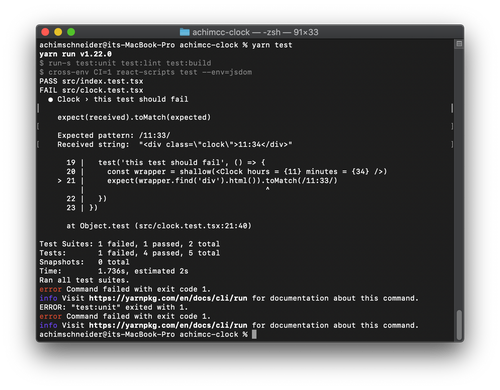 achimcc-clock — -zsh — 91×33
achimschneider@its-MacBook-Pro achimcc-clock % yarn test
yarn run v1.22.0
$ run-s test:unit test:lint test:build
$ cross-env CI=1 react-scripts test --env=jsdom
PASS src/index.test.tsx
FAIL src/clock.test.tsx
● Clock › this test should fail
expect(received).toMatch(expected)
Expected pattern: /11:33/
Received string:  "<div class=\"clock\">11:34</div>"
19 |   test('this test should fail', () => {
20 |     const wrapper = shallow(<Clock hours = {11} minutes = {34} />)
> 21 |     expect(wrapper.find('div').html()).toMatch(/11:33/)
|                                        ^
22 |   })
23 | })
at Object.test (src/clock.test.tsx:21:40)
Test Suites: 1 failed, 1 passed, 2 total
Tests:       1 failed, 4 passed, 5 total
Snapshots:   0 total
Time:        1.736s, estimated 2s
Ran all test suites.
error Command failed with exit code 1.
info Visit https://yarnpkg.com/en/docs/cli/run for documentation about this command.
ERROR: "test:unit" exited with 1.
error Command failed with exit code 1.
info Visit https://yarnpkg.com/en/docs/cli/run for documentation about this command.
achimschneider@its-MacBook-Pro achimcc-clock %